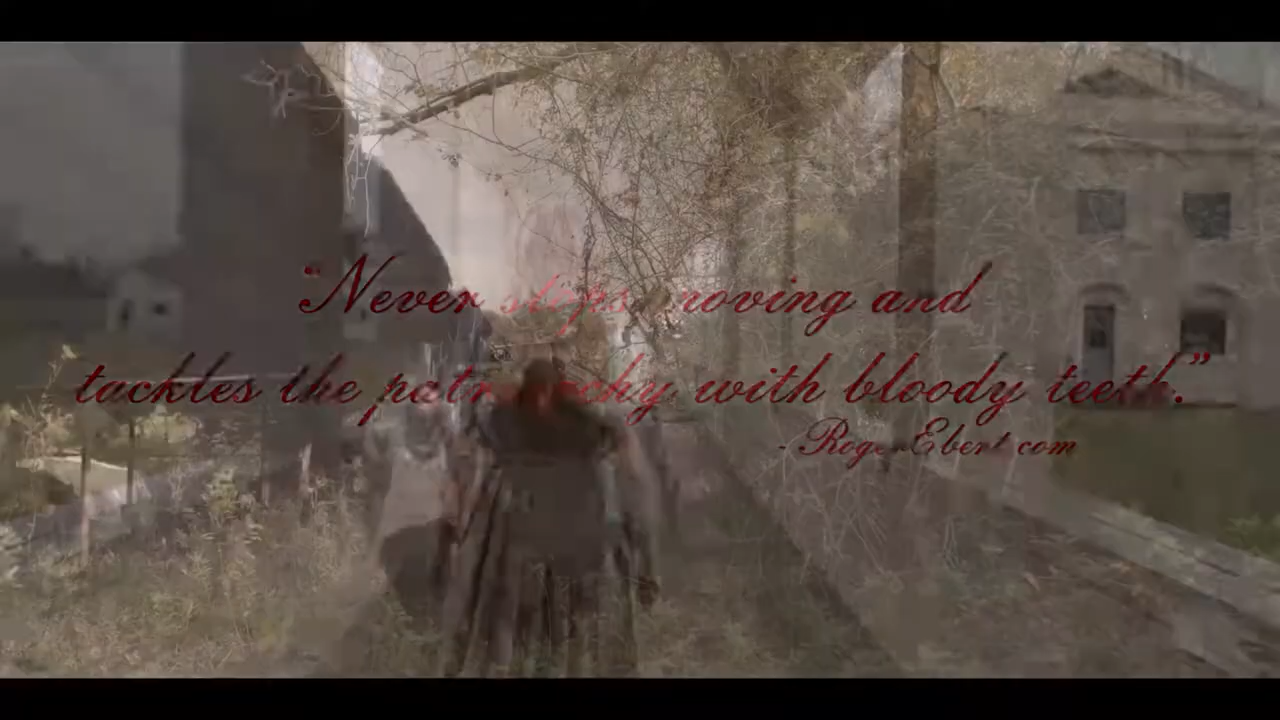 “Never stops moving and
tackles the patriarchy with bloody teeth.”
- RogerEbert.com